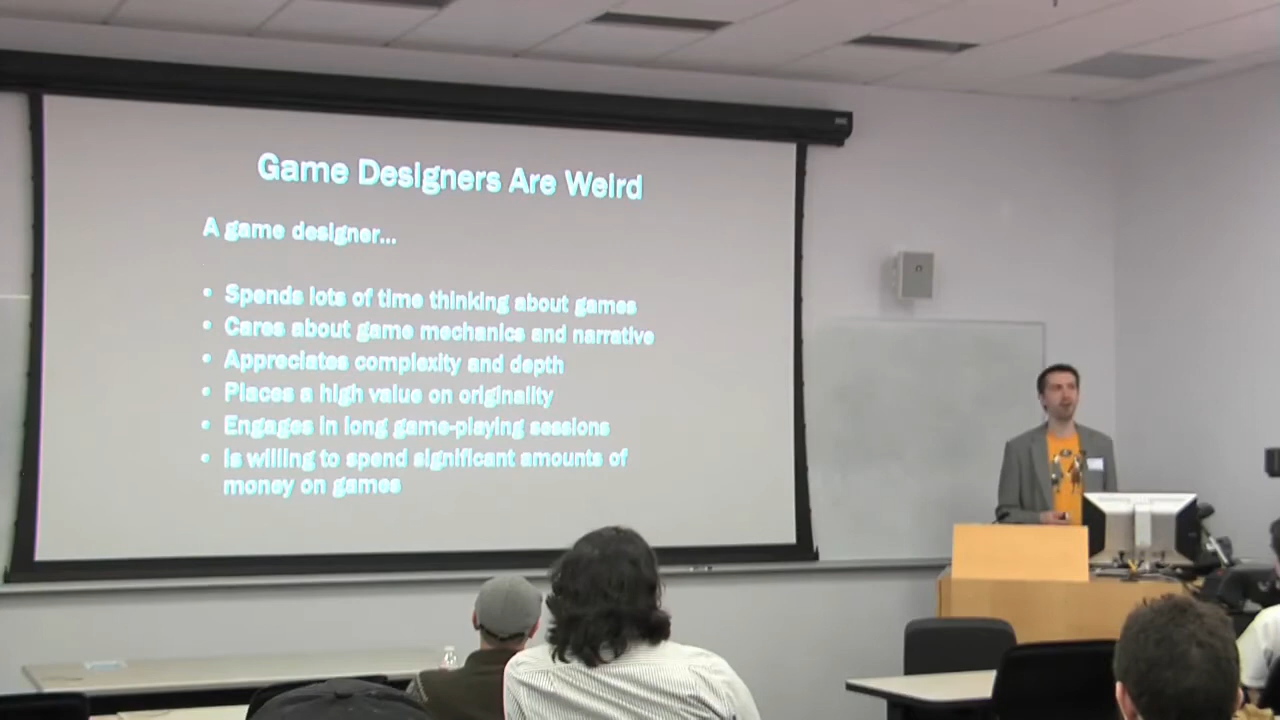 Game Designers Are Weird
A game designer...
• Spends lots of time thinking about games
• Cares about game mechanics and narrative
• Appreciates complexity and depth
• Places a high value on originality
• Engages in long game-playing sessions
• Is willing to spend significant amounts of
money on games